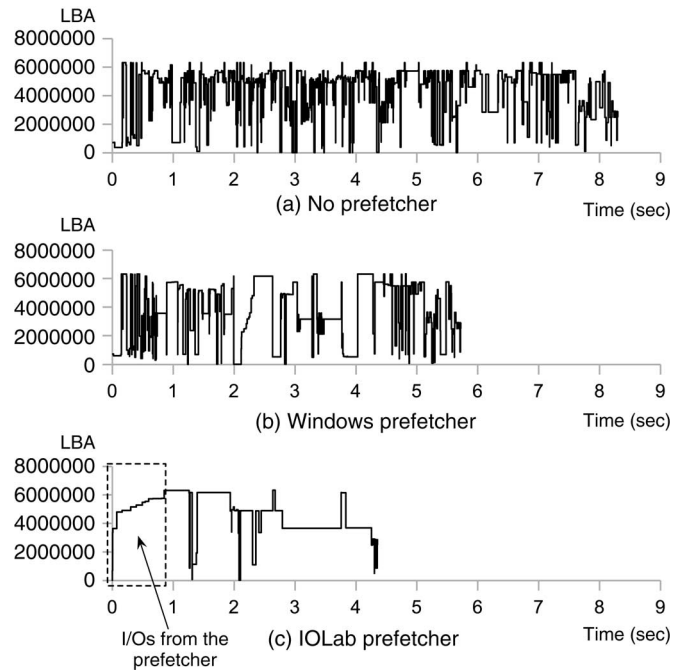 LBA
8000000
6000000
4000000
2000000
0
0 1 2 3 4 5 6 7 8 9
(a) No prefetcher
Time (sec)
LBA
8000000
6000000
4000000
2000000
0
0 1 2 3 4 5 6 7 8 9
(b) Windows prefetcher
Time (sec)
LBA
8000000
6000000
4000000
2000000
0
0 1 2 3 4 5 6 7 8 9
I/Os from the
prefetcher
(c) IOLab prefetcher
Time (sec)